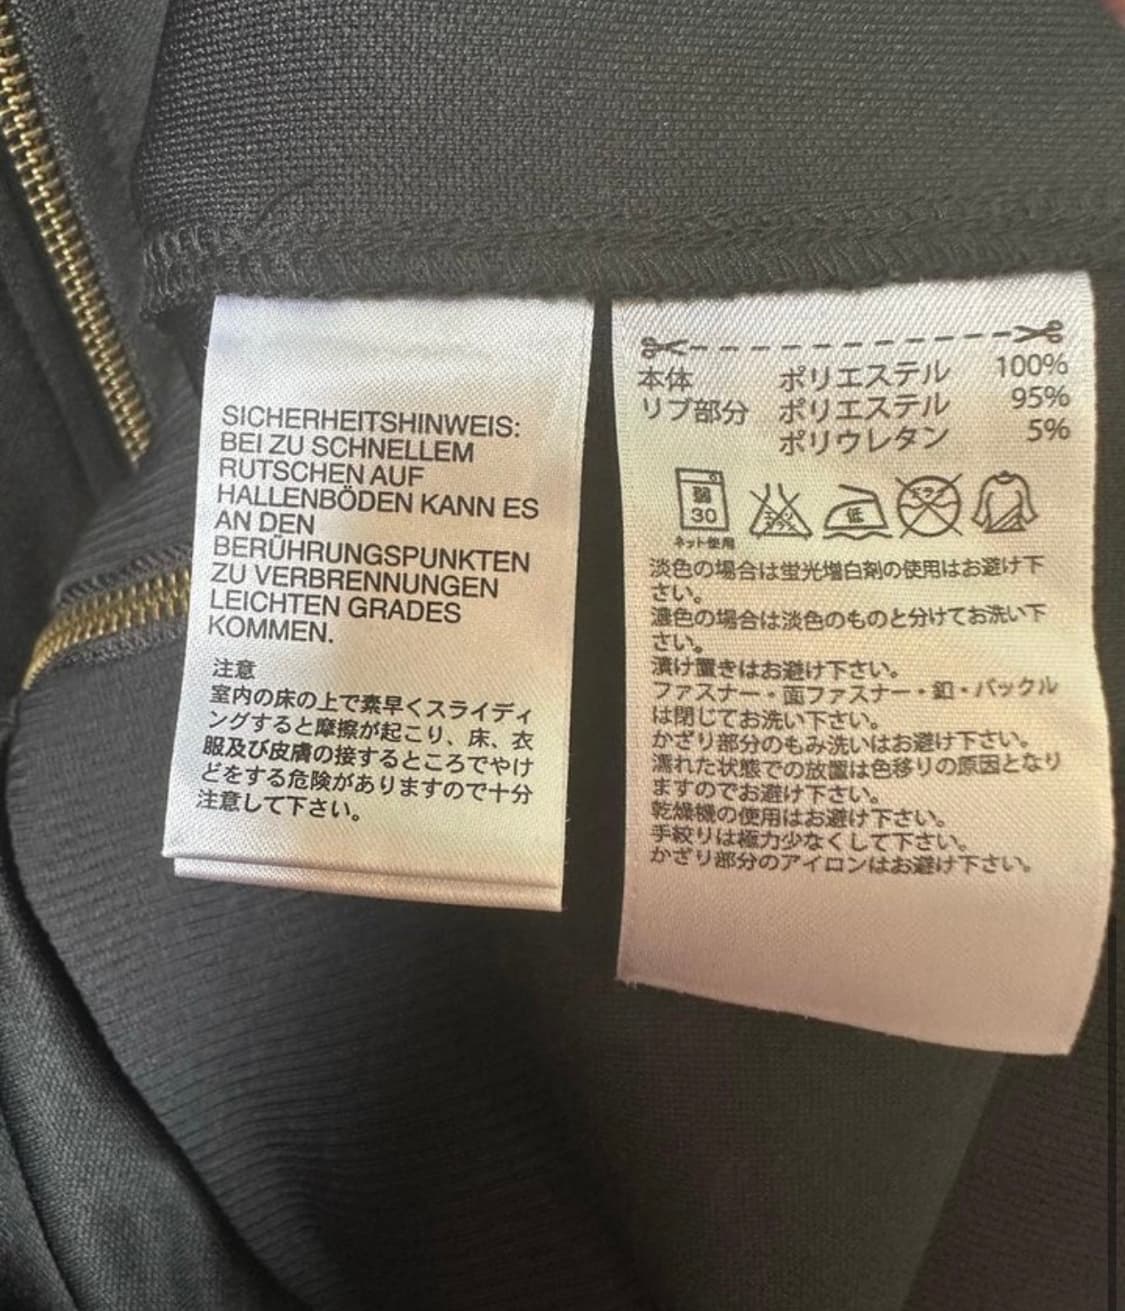 SICHERHEITSHINWEIS:
BEI ZU SCHNELLEM
RUTSCHEN AUF
HALLENBÖDEN KANN ES
AN DEN
BERÜHRUNGSPUNKTEN
ZU VERBRENNUNGEN
LEICHTEN GRADES
KOMMEN.
注意
室内の床の上で素早くスライディ
ングすると摩擦が起こり、床、衣
服及び皮膚の接するところでやけ
どをする危険がありますので十分
注意して下さい。
本体 ポリエステル 100%
リブ部分 ポリエステル 95%
ポリウレタン 5%
弱
30
ネット使用
エンソ
低
ドライ
淡色の場合は蛍光増白剤の使用はお避け下
さい。
濃色の場合は淡色のものと分けてお洗い下
さい。
漬け置きはお避け下さい。
ファスナー・面ファスナー・釦・バックル
は閉じてお洗い下さい。
かざり部分のもみ洗いはお避け下さい。
濡れた状態での放置は色移りの原因となり
ますのでお避け下さい。
乾燥機の使用はお避け下さい。
手絞りは極力少なくして下さい。
かざり部分のアイロンはお避け下さい。